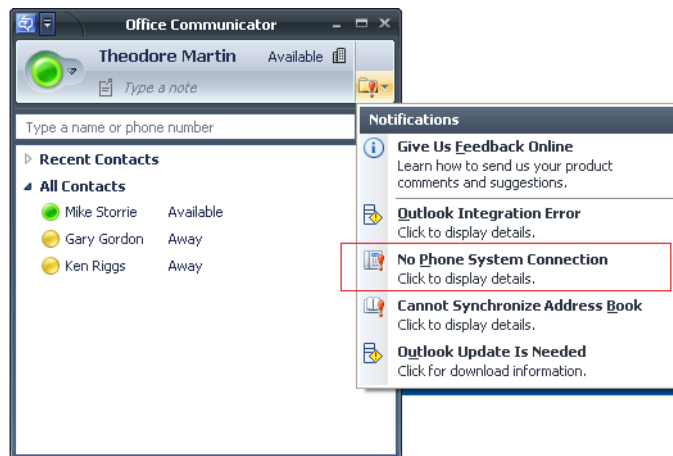 Office Communicator
Theodore Martin Available
Type a note
Type a name or phone number
Recent Contacts
All Contacts
Mike Storrie Available
Gary Gordon Away
Ken Riggs Away
Notifications
Give Us Feedback Online
Learn how to send us your product
comments and suggestions.
Outlook Integration Error
Click to display details.
No Phone System Connection
Click to display details.
Cannot Synchronize Address Book
Click to display details.
Outlook Update Is Needed
Click for download information.